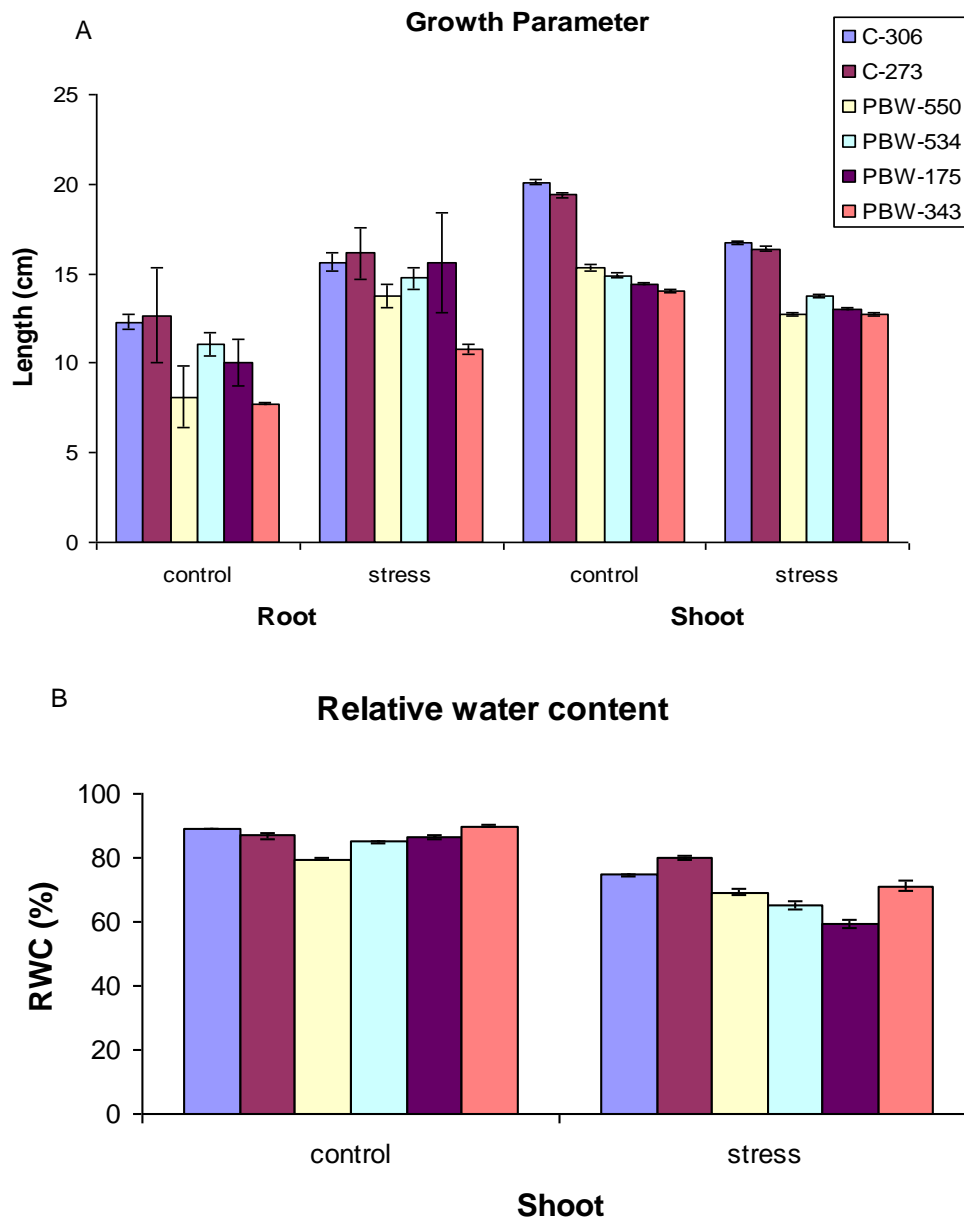 A
Growth Parameter
C-306
C-273
PBW-550
PBW-534
PBW-175
PBW-343
25
20
15
10
5
0
Length (cm)
control stress control stress
Root Shoot
B
Relative water content
100
80
60
40
20
0
RWC (%)
control stress
Shoot